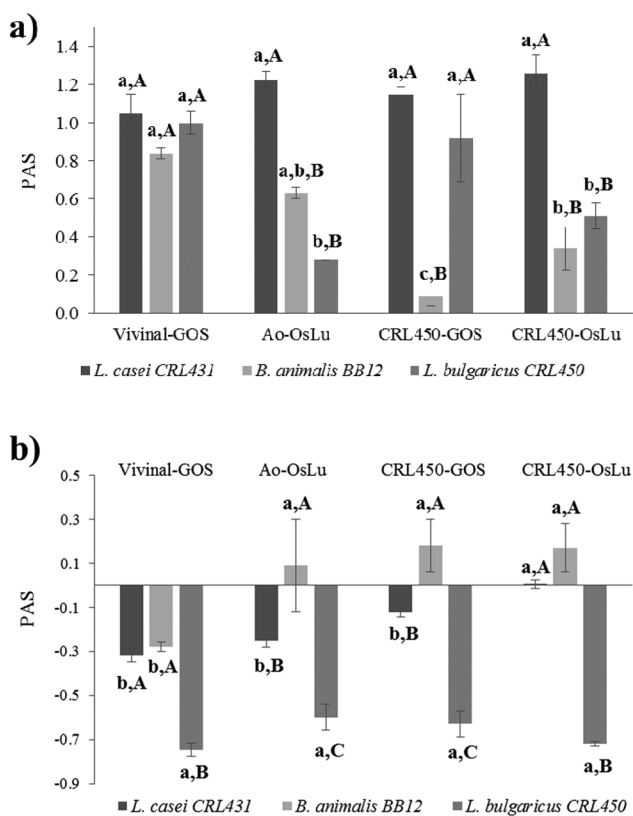 a)
1.4
1.2
1.0
0.8
0.6
0.4
0.2
0.0
PAS
a,A a,A a,A
a,A a,b,B b,B
a,A c,B a,A
a,A b,B b,B
Vivinal-GOS Ao-OsLu CRL450-GOS CRL450-OsLu
L. casei CRL431 B. animalis BB12 L. bulgaricus CRL450
b)
Vivinal-GOS Ao-OsLu CRL450-GOS CRL450-OsLu
0.5
0.3
0.1
-0.1
-0.3
-0.5
-0.7
-0.9
PAS
b,A b,A a,B
b,B a,A a,C
b,B a,A a,C
a,A a,A a,B
L. casei CRL431 B. animalis BB12 L. bulgaricus CRL450